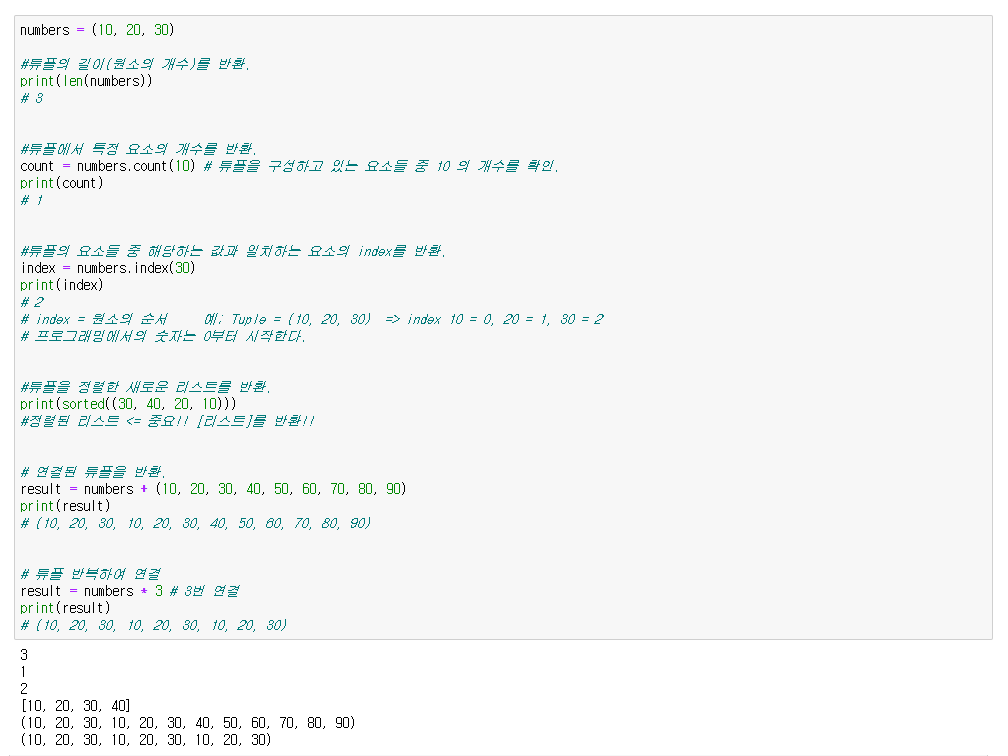 numbers = (10, 20, 30)
#튜플의 길이(원소의 개수)를 반환.
print(len(numbers))
# 3
#튜플에서 특정 요소의 개수를 반환.
count = numbers.count(10) # 튜플을 구성하고 있는 요소들 중 10 의 개수를 확인.
print(count)
# 1
#튜플의 요소들 중 해당하는 값과 일치하는 요소의 index를 반환.
index = numbers.index(30)
print(index)
# 2
# index = 원소의 순서     예; Tuple = (10, 20, 30)  => index 10 = 0, 20 = 1, 30 = 2
# 프로그래밍에서의 숫자는 0부터 시작한다.
#튜플을 정렬한 새로운 리스트를 반환.
print(sorted((30, 40, 20, 10)))
#정렬된 리스트 <= 중요!! [리스트]를 반환!!
# 연결된 튜플을 반환.
result = numbers + (10, 20, 30, 40, 50, 60, 70, 80, 90)
print(result)
# (10, 20, 30, 10, 20, 30, 40, 50, 60, 70, 80, 90)
# 튜플 반복하여 연결
result = numbers * 3 # 3번 연결
print(result)
# (10, 20, 30, 10, 20, 30, 10, 20, 30)
3
1
2
[10, 20, 30, 40]
(10, 20, 30, 10, 20, 30, 40, 50, 60, 70, 80, 90)
(10, 20, 30, 10, 20, 30, 10, 20, 30)